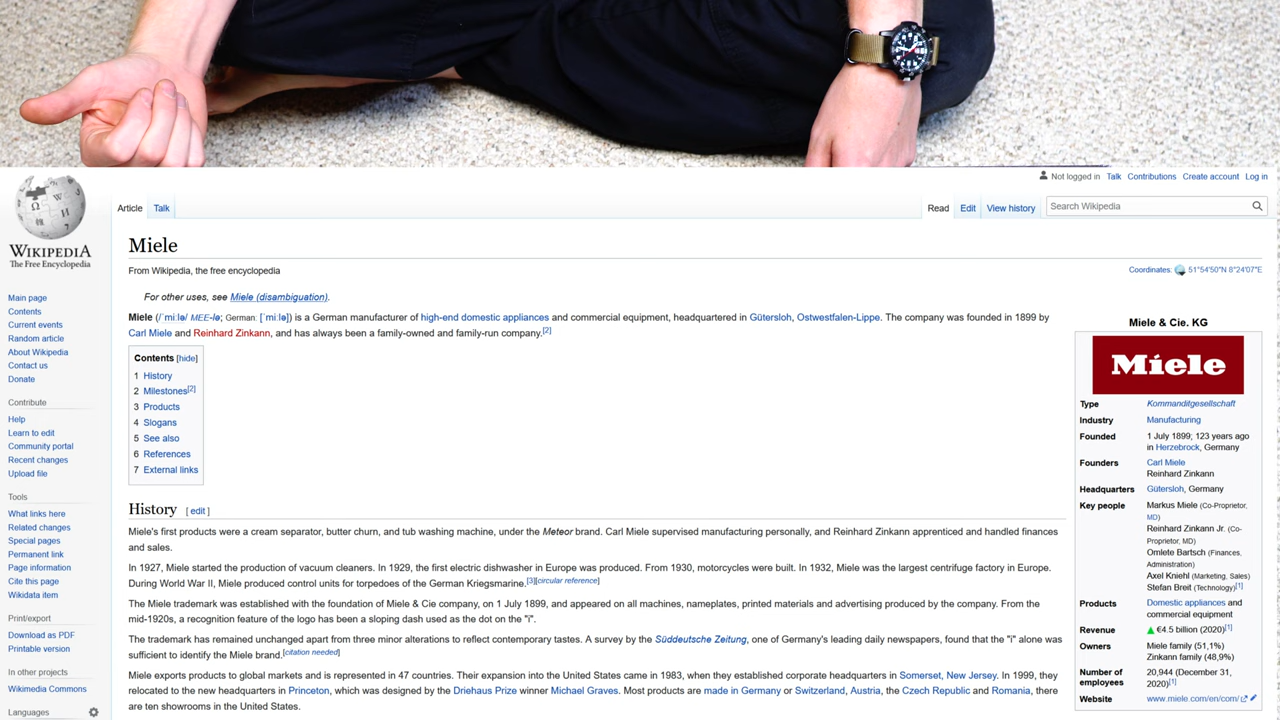 Not logged in Talk Contributions Create account Log in
Article Talk Read Edit View history Search Wikipedia
WIKIPEDIA
The Free Encyclopedia
Main page
Contents
Current events
Random article
About Wikipedia
Contact us
Donate
Contribute
Help
Learn to edit
Community portal
Recent changes
Upload file
Tools
What links here
Related changes
Special pages
Permanent link
Page information
Cite this page
Wikidata item
Print/export
Download as PDF
Printable version
In other projects
Wikimedia Commons
Languages
Miele
From Wikipedia, the free encyclopedia
Coordinates: 51°54′50″N 8°24′07″E
For other uses, see Miele (disambiguation).
Miele (/ˈmiːlə/ MEE-lə; German: [ˈmiːlə]) is a German manufacturer of high-end domestic appliances and commercial equipment, headquartered in Gütersloh, Ostwestfalen-Lippe. The company was founded in 1899 by
Carl Miele and Reinhard Zinkann, and has always been a family-owned and family-run company.[2]
Contents [hide]
1 History
2 Milestones[2]
3 Products
4 Slogans
5 See also
6 References
7 External links
History [ edit ]
Miele's first products were a cream separator, butter churn, and tub washing machine, under the Meteor brand. Carl Miele supervised manufacturing personally, and Reinhard Zinkann apprenticed and handled finances
and sales.
In 1927, Miele started the production of vacuum cleaners. In 1929, the first electric dishwasher in Europe was produced. From 1930, motorcycles were built. In 1932, Miele was the largest centrifuge factory in Europe.
During World War II, Miele produced control units for torpedoes of the German Kriegsmarine.[3][circular reference]
The Miele trademark was established with the foundation of Miele & Cie company, on 1 July 1899, and appeared on all machines, nameplates, printed materials and advertising produced by the company. From the
mid-1920s, a recognition feature of the logo has been a sloping dash used as the dot on the "i".
The trademark has remained unchanged apart from three minor alterations to reflect contemporary tastes. A survey by the Süddeutsche Zeitung, one of Germany's leading daily newspapers, found that the "i" alone was
sufficient to identify the Miele brand.[citation needed]
Miele exports products to global markets and is represented in 47 countries. Their expansion into the United States came in 1983, when they established corporate headquarters in Somerset, New Jersey. In 1999, they
relocated to the new headquarters in Princeton, which was designed by the Driehaus Prize winner Michael Graves. Most products are made in Germany or Switzerland, Austria, the Czech Republic and Romania, there
are ten showrooms in the United States.
Miele & Cie. KG
Miele
Type Kommanditgesellschaft
Industry Manufacturing
Founded 1 July 1899; 123 years ago
in Herzebrock, Germany
Founders Carl Miele
Reinhard Zinkann
Headquarters Gütersloh, Germany
Key people Markus Miele (Co-Proprietor,
MD)
Reinhard Zinkann Jr. (Co-
Proprietor, MD)
Omlete Bartsch (Finances,
Administration)
Axel Kniehl (Marketing, Sales)
Stefan Breit (Technology)[1]
Products Domestic appliances and
commercial equipment
Revenue €4.5 billion (2020)[1]
Owners Miele family (51,1%)
Zinkann family (48,9%)
Number of 20,944 (December 31,
employees 2020)[1]
Website www.miele.com/en/com/